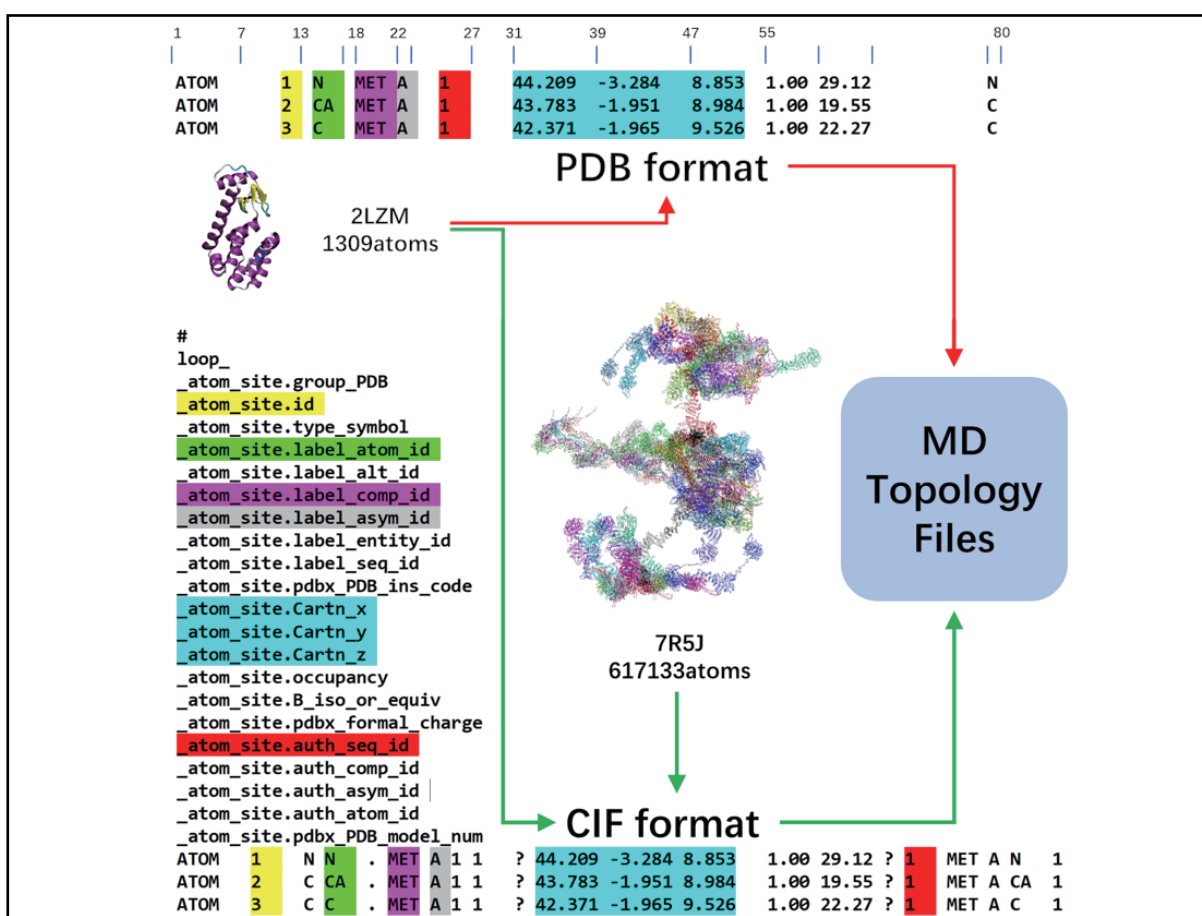 1 7 13 18 22 27 31 39 47 55 80
ATOM 1 N MET A 1 44.209 -3.284 8.853 1.00 29.12 N
ATOM 2 CA MET A 1 43.783 -1.951 8.984 1.00 19.55 C
ATOM 3 C MET A 1 42.371 -1.965 9.526 1.00 22.27 C
PDB format
2LZM
1309atoms
#
loop_
_atom_site.group_PDB
_atom_site.id
_atom_site.type_symbol
_atom_site.label_atom_id
_atom_site.label_alt_id
_atom_site.label_comp_id
_atom_site.label_asym_id
_atom_site.label_entity_id
_atom_site.label_seq_id
_atom_site.pdbx_PDB_ins_code
_atom_site.Cartn_x
_atom_site.Cartn_y
_atom_site.Cartn_z
_atom_site.occupancy
_atom_site.B_iso_or_equiv
_atom_site.pdbx_formal_charge
_atom_site.auth_seq_id
_atom_site.auth_comp_id
_atom_site.auth_asym_id
_atom_site.auth_atom_id
_atom_site.pdbx_PDB_model_num
7R5J
617133atoms
MD
Topology
Files
CIF format
ATOM 1 N N . MET A 1 1 ? 44.209 -3.284 8.853 1.00 29.12 ? 1 MET A N 1
ATOM 2 C CA . MET A 1 1 ? 43.783 -1.951 8.984 1.00 19.55 ? 1 MET A CA 1
ATOM 3 C C . MET A 1 1 ? 42.371 -1.965 9.526 1.00 22.27 ? 1 MET A C 1